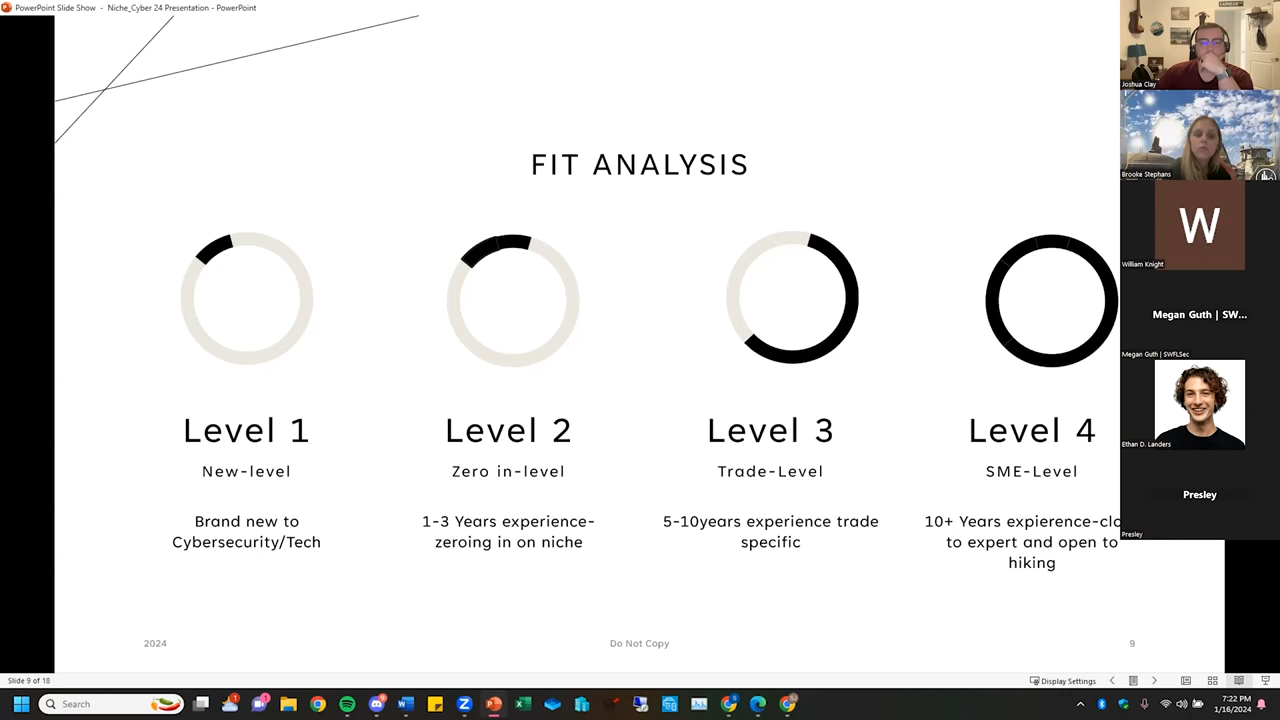 PowerPoint Slide Show - Niche_Cyber 24 Presentation - PowerPoint
FIT ANALYSIS
Level 1
New-level
Brand new to
Cybersecurity/Tech
Level 2
Zero in-level
1-3 Years experience-
zeroing in on niche
Level 3
Trade-Level
5-10years experience trade
specific
Level 4
SME-Level
10+ Years expierence-clo
to expert and open to
hiking
2024
Do Not Copy
9
Joshua Clay
Brooke Stephans
W
William Knight
Megan Guth | SW...
Megan Guth | SWFLSec
Ethan D. Landers
Presley
Presley
Slide 9 of 18
Display Settings
Search
7:22 PM
1/16/2024